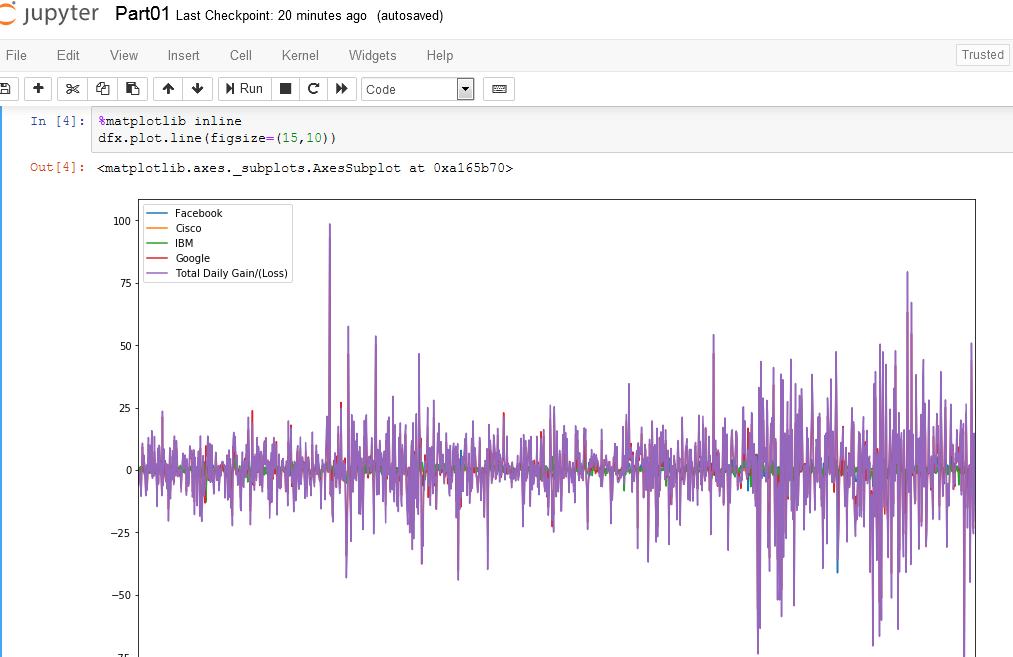 jupyter Part01 Last Checkpoint: 20 minutes ago (autosaved)
File Edit View Insert Cell Kernel Widgets Help Trusted
Run Code
In [4]: %matplotlib inline
dfx.plot.line(figsize=(15,10))
Out[4]: <matplotlib.axes._subplots.AxesSubplot at 0xa165b70>
Facebook
Cisco
IBM
Google
Total Daily Gain/(Loss)
100
75
50
25
0
−25
−50